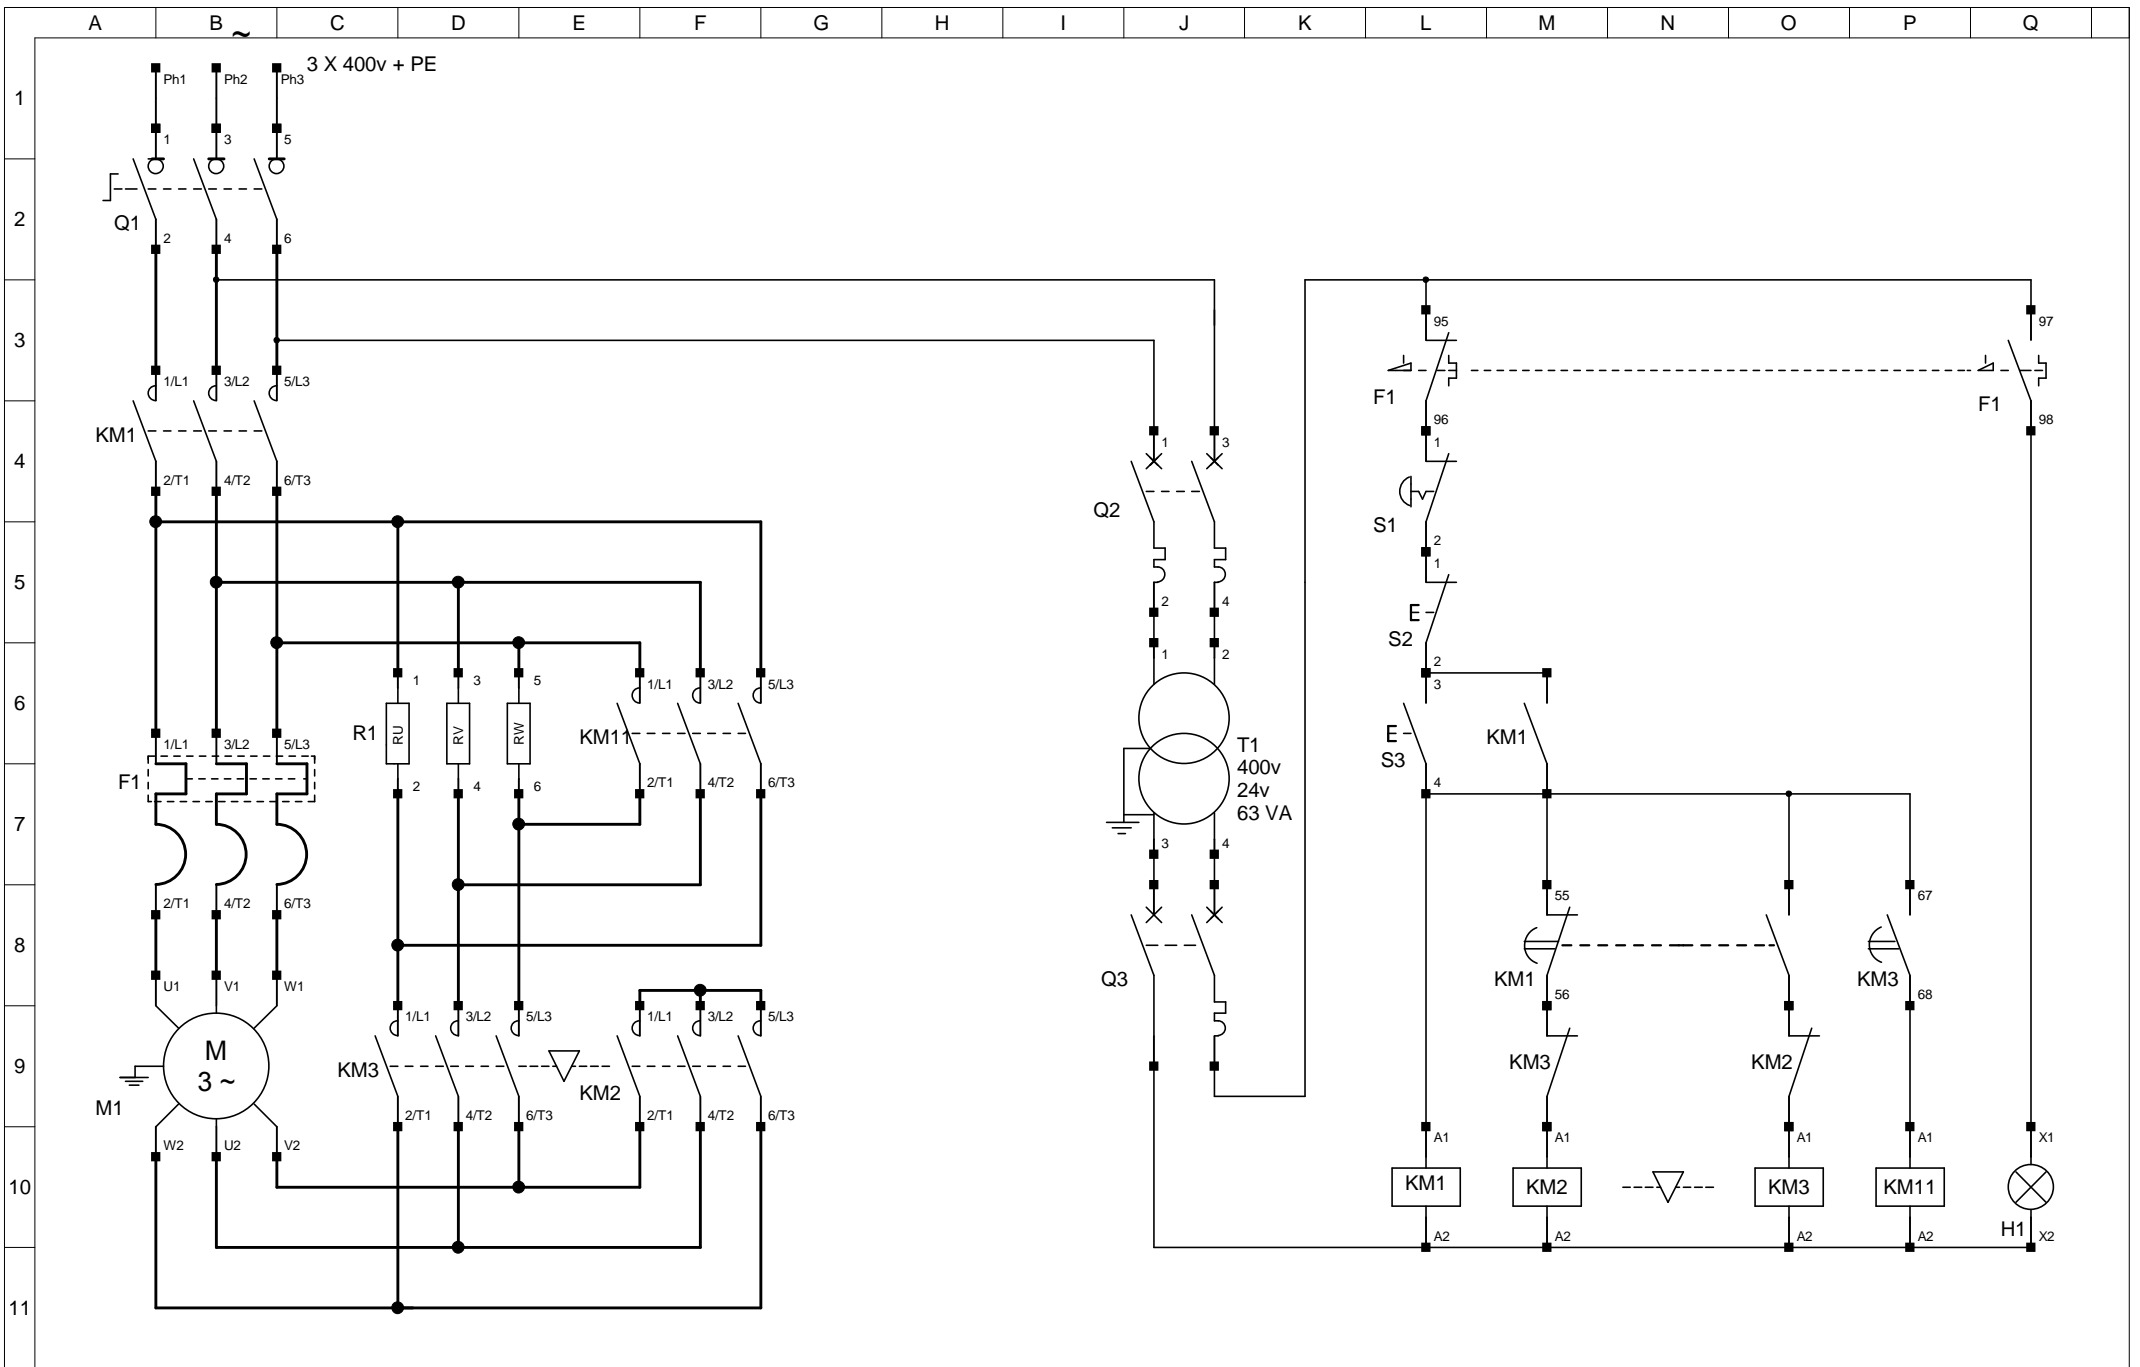 A B C D E F G H I J K L M N O P Q
~
3 X 400v + PE
Ph1 Ph2 Ph3
1
1 3 5
2
Q1
2 4 6
3
95 97
1/L1 3/L2 5/L3
F1 F1
96 98
KM1
1 3 1
4
2/T1 4/T2 6/T3
Q2
S1
2
1
5
2 4
E
S2
1 2 2
1 3 5 1/L1 3/L2 5/L3 3
6
R1 RU RV RW KM11
E KM1
S3
1/L1 3/L2 5/L3
T1
400v
24v
63 VA
F1
2 4 6 2/T1 4/T2 6/T3 4
7
3 4
2/T1 4/T2 6/T3
55 67
8
Q3
KM1 KM3
U1 V1 W1
56 68
1/L1 3/L2 5/L3 1/L1 3/L2 5/L3
M
3 ~
9
KM3 KM2
KM3 KM2
M1
2/T1 4/T2 6/T3 2/T1 4/T2 6/T3
W2 U2 V2
A1 A1 A1 A1 X1
10
KM1 KM2 KM3 KM11
H1
A2 A2 A2 A2 X2
11